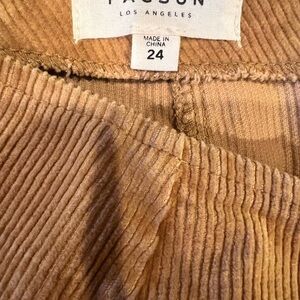 PACSUN
LOS ANGELES
MADE IN
CHINA
24